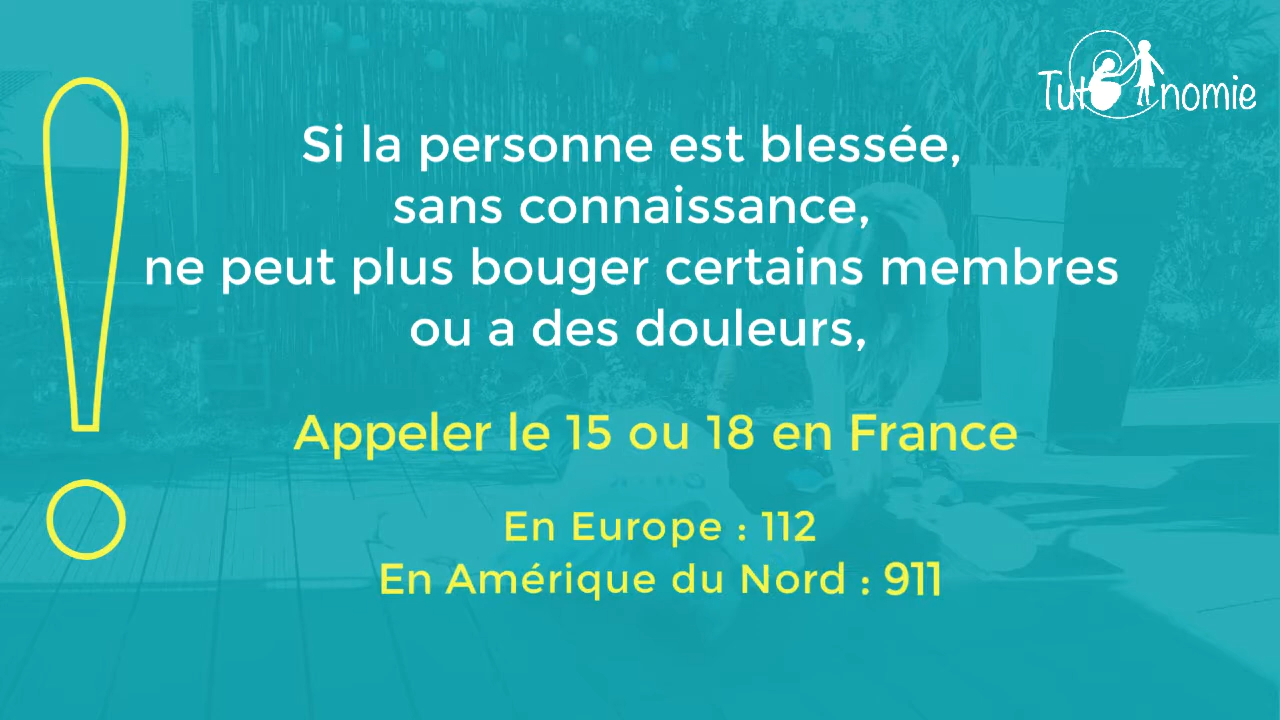 Tutonomie
Si la personne est blessée,
sans connaissance,
ne peut plus bouger certains membres
ou a des douleurs,
Appeler le 15 ou 18 en France
En Europe : 112
En Amérique du Nord : 911